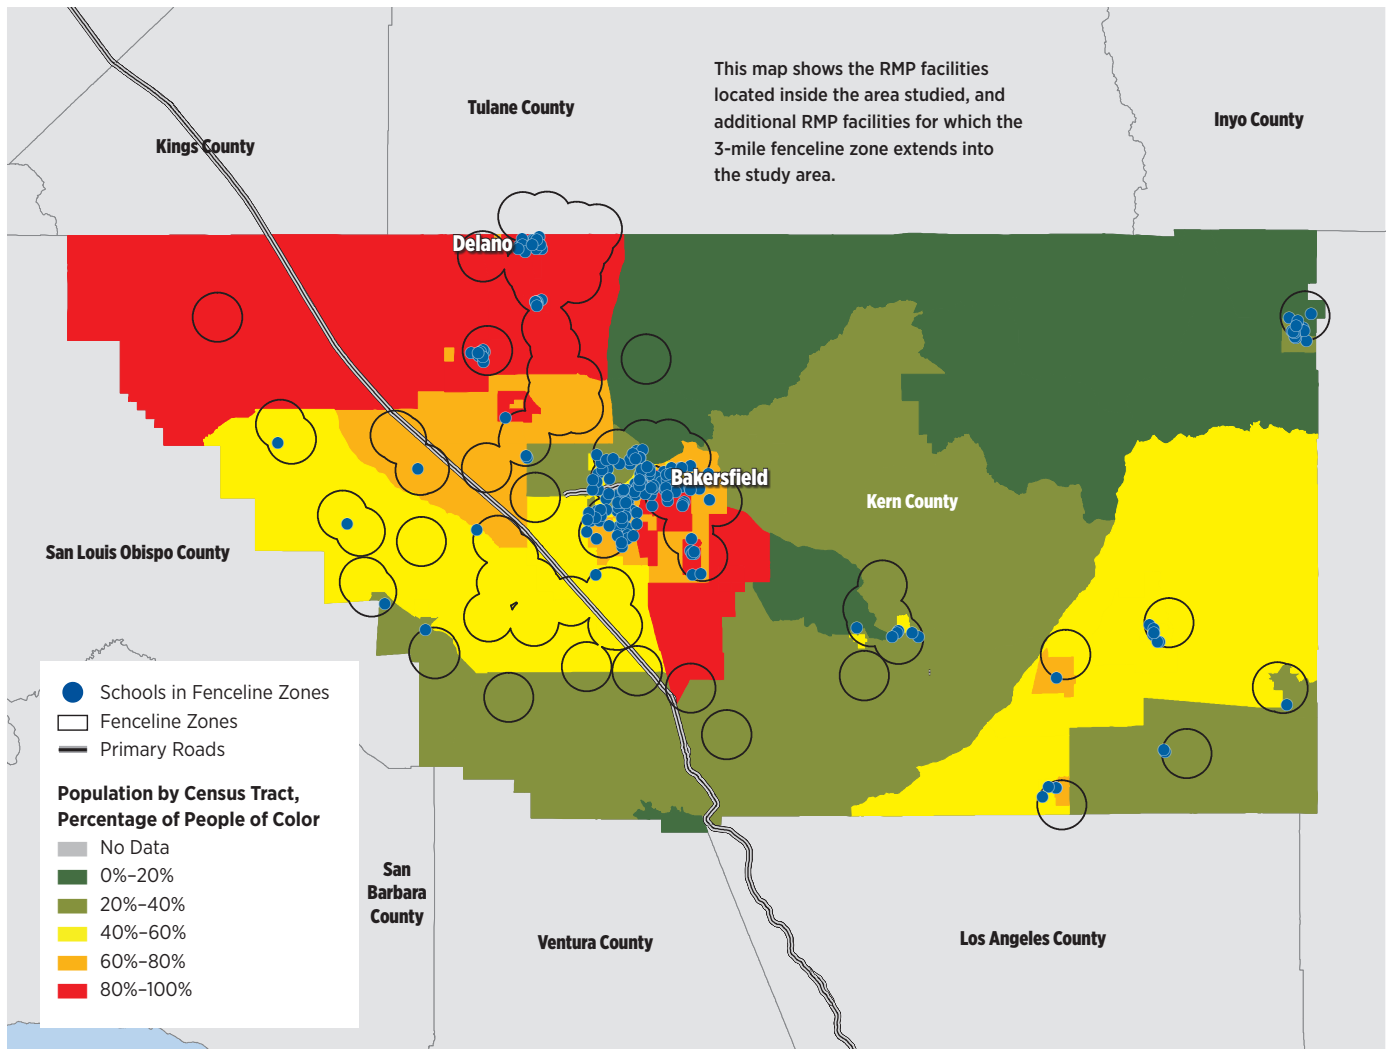 This map shows the RMP facilities
located inside the area studied, and
additional RMP facilities for which the
3-mile fenceline zone extends into
the study area.
Tulane County
Inyo County
Kings County
Delano
Bakersfield
Kern County
San Louis Obispo County
Schools in Fenceline Zones
Fenceline Zones
Primary Roads
Population by Census Tract,
Percentage of People of Color
No Data
0%–20%
20%–40%
40%–60%
60%–80%
80%–100%
San
Barbara
County
Ventura County
Los Angeles County